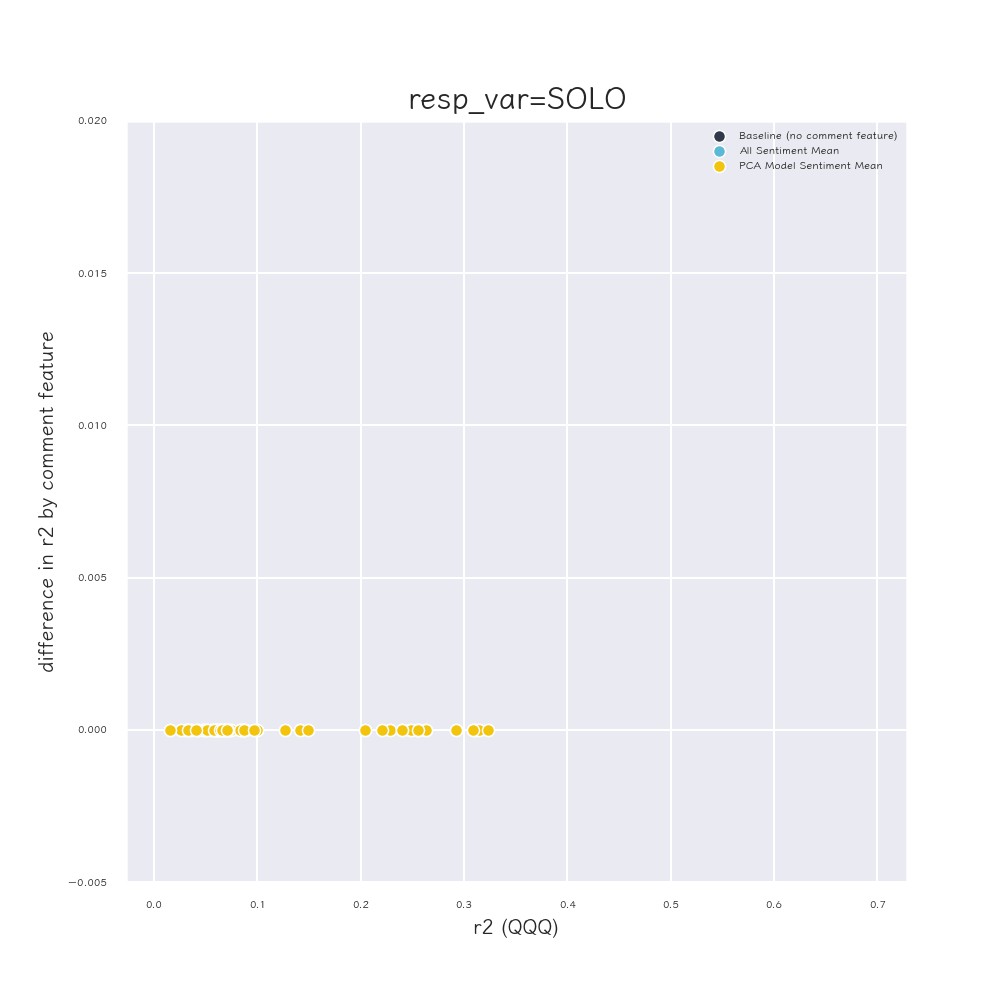 resp_var=SOLO
0.020
0.015
0.010
0.005
0.000
−0.005
difference in r2 by comment feature
Baseline (no comment feature)
All Sentiment Mean
PCA Model Sentiment Mean
0.0 0.1 0.2 0.3 0.4 0.5 0.6 0.7
r2 (QQQ)